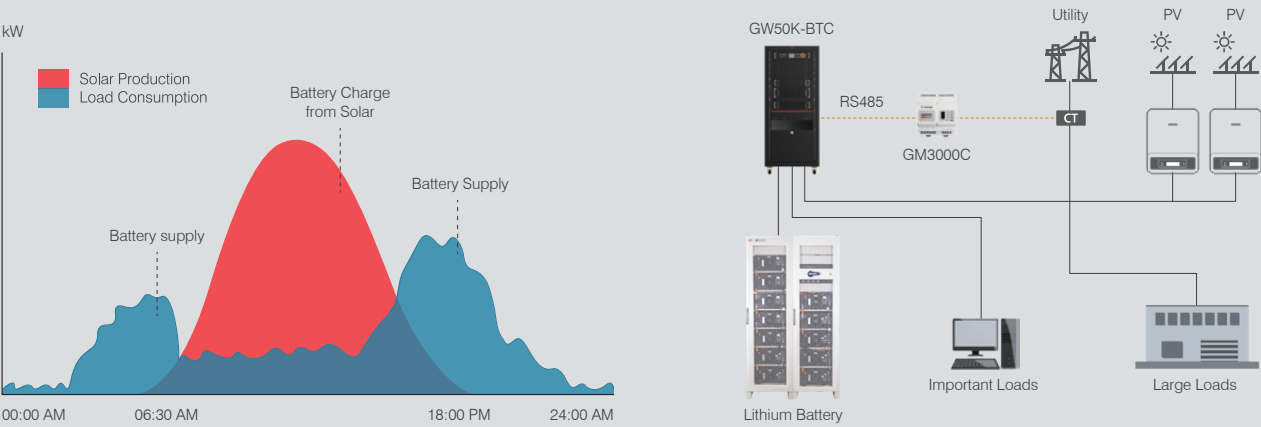 kW
Solar Production
Load Consumption
Battery Charge
from Solar
Battery Supply
Battery supply
00:00 AM
06:30 AM
18:00 PM
24:00 AM
GW50K-BTC
Utility
PV
PV
RS485
CT
GM3000C
Important Loads
Large Loads
Lithium Battery